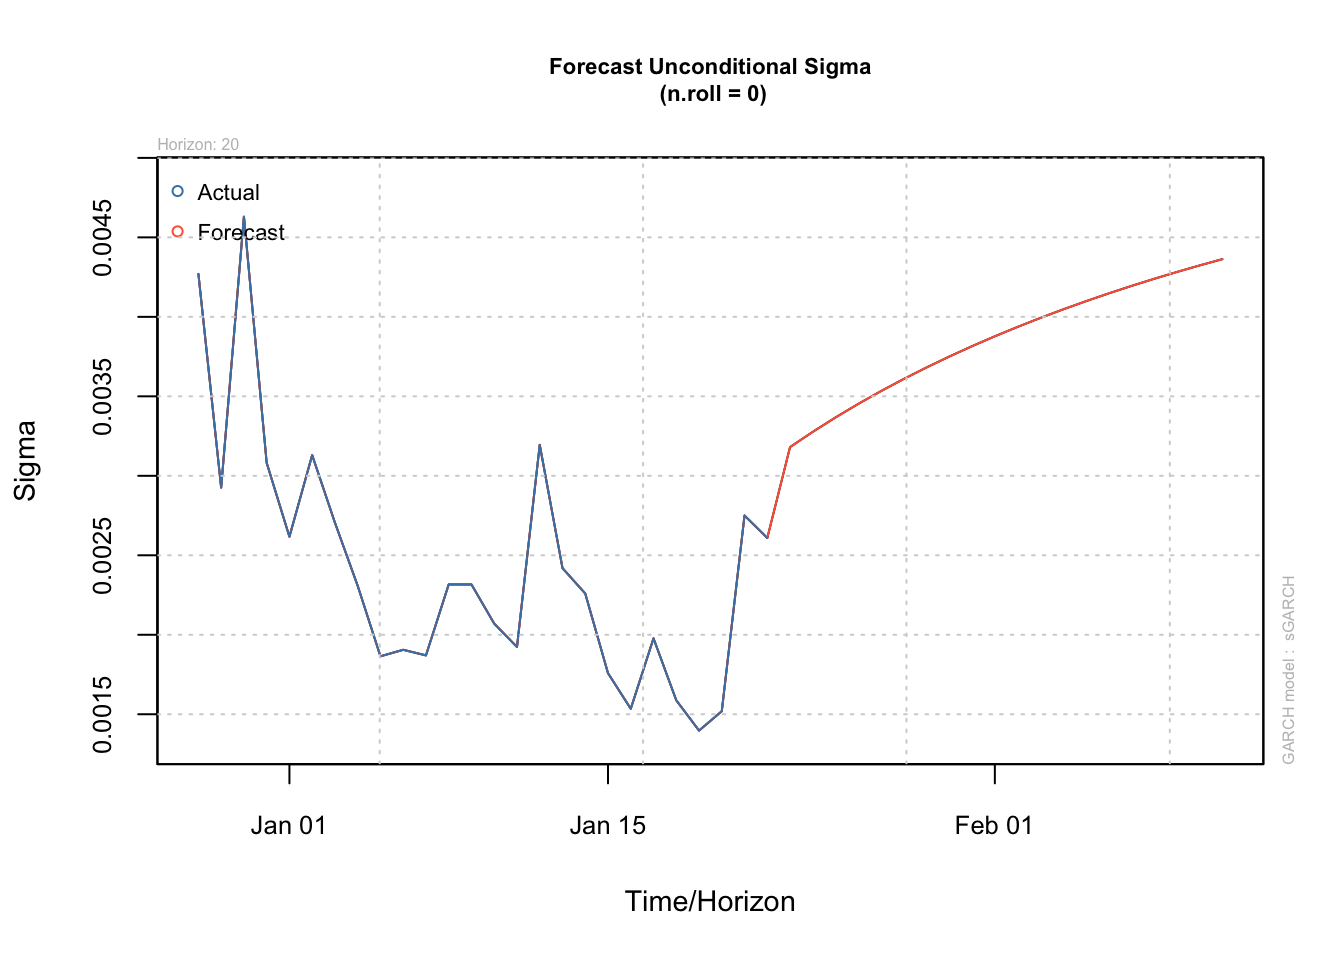 Forecast Unconditional Sigma
(n.roll = 0)
Horizon: 20
Actual
Forecast
0.0045
0.0035
0.0025
0.0015
Sigma
Jan 01
Jan 15
Feb 01
Time/Horizon
GARCH model : sGARCH